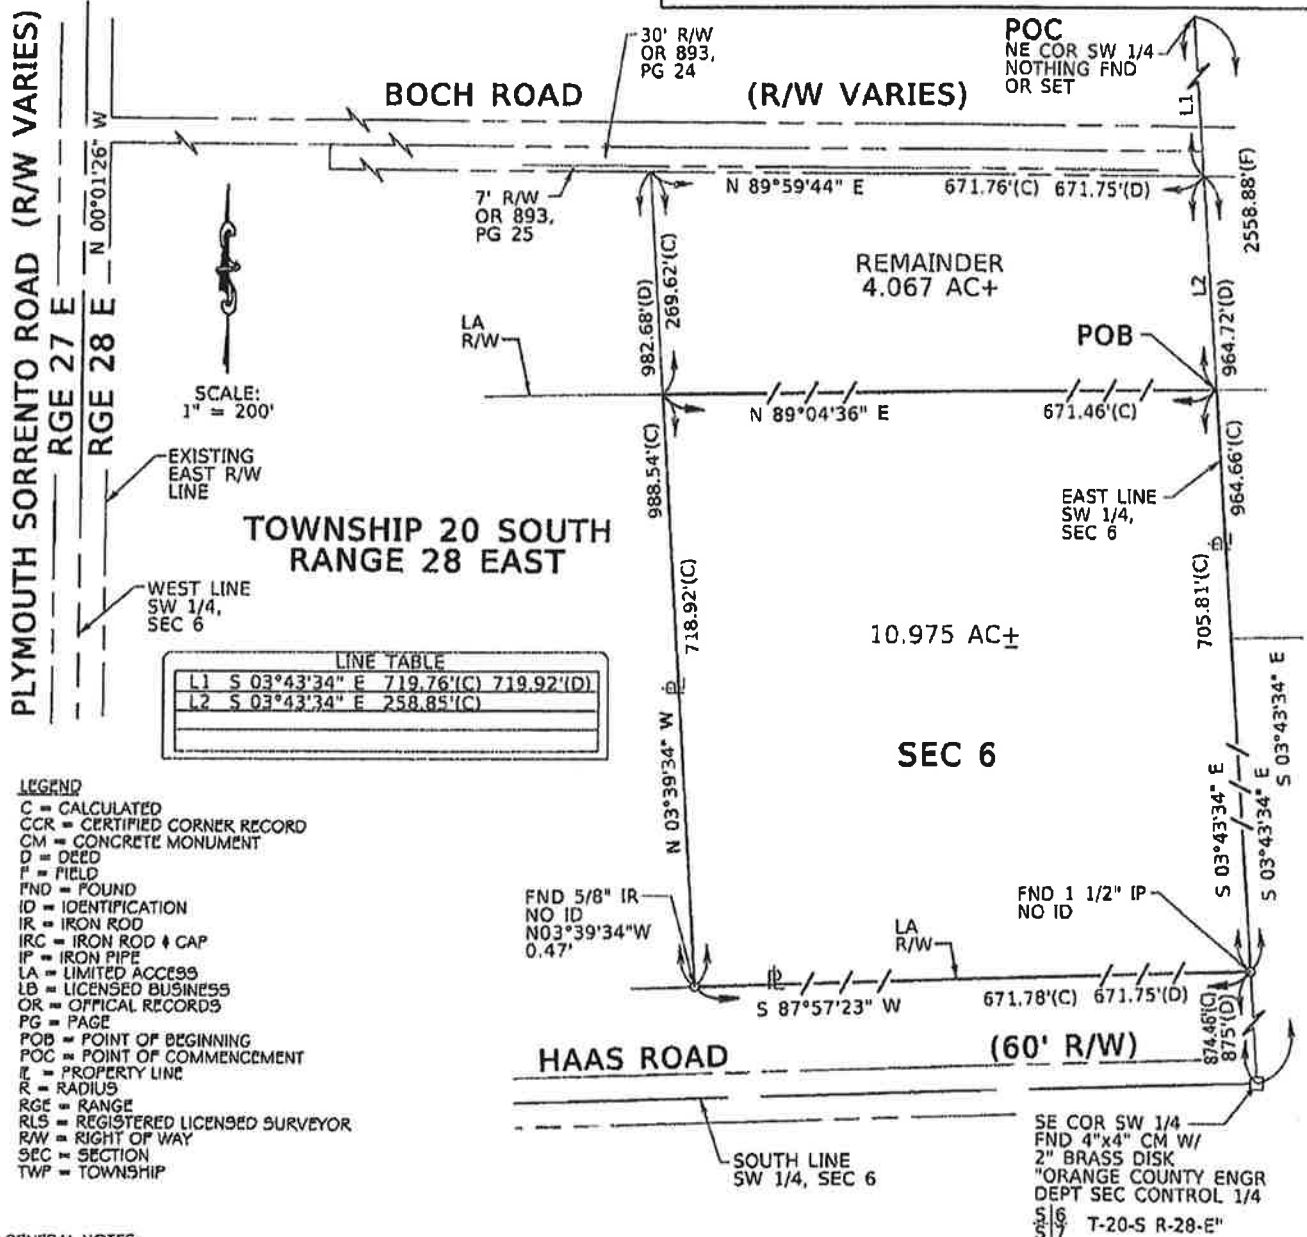 PLYMOUTH SORRENTO ROAD (R/W VARIES)
RGE 27 E
RGE 28 E
N 00°01'26" W
30' R/W
OR 893,
PG 24
BOCH ROAD (R/W VARIES)
POC
NE COR SW 1/4
NOTHING FND
OR SET
L1
7' R/W
OR 893,
PG 25
N 89°59'44" E 671.76'(C) 671.75'(D)
2558.88'(F)
SCALE:
1" = 200'
982.68'(D)
269.62'(C)
REMAINDER
4.067 AC+
L2
964.72'(D)
LA
R/W
POB
N 89°04'36" E 671.46'(C)
EXISTING
EAST R/W
LINE
988.54'(C)
964.66'(C)
EAST LINE
SW 1/4,
SEC 6
TOWNSHIP 20 SOUTH
RANGE 28 EAST
WEST LINE
SW 1/4,
SEC 6
718.92'(C)
705.81'(C)
10.975 AC±
LINE TABLE
L1 S 03°43'34" E 719.76'(C) 719.92'(D)
L2 S 03°43'34" E 258.85'(C)
N 03°39'34" W
SEC 6
S 03°43'34" E
S 03°43'34" E
S 03°43'34" E
LEGEND
C = CALCULATED
CCR = CERTIFIED CORNER RECORD
CM = CONCRETE MONUMENT
D = DEED
F = FIELD
FND = FOUND
ID = IDENTIFICATION
IR = IRON ROD
IRC = IRON ROD & CAP
IP = IRON PIPE
LA = LIMITED ACCESS
LB = LICENSED BUSINESS
OR = OFFICAL RECORDS
PG = PAGE
POB = POINT OF BEGINNING
POC = POINT OF COMMENCEMENT
PL = PROPERTY LINE
R = RADIUS
RGE = RANGE
RLS = REGISTERED LICENSED SURVEYOR
R/W = RIGHT OF WAY
SEC = SECTION
TWP = TOWNSHIP
FND 5/8" IR
NO ID
N03°39'34"W
0.47'
FND 1 1/2" IP
NO ID
LA
R/W
PL
S 87°57'23" W 671.78'(C) 671.75'(D)
874.46'(C)
875'(D)
HAAS ROAD (60' R/W)
SOUTH LINE
SW 1/4, SEC 6
SE COR SW 1/4
FND 4"x4" CM W/
2" BRASS DISK
"ORANGE COUNTY ENGR
DEPT SEC CONTROL 1/4
S|6
S|7 T-20-S R-28-E"